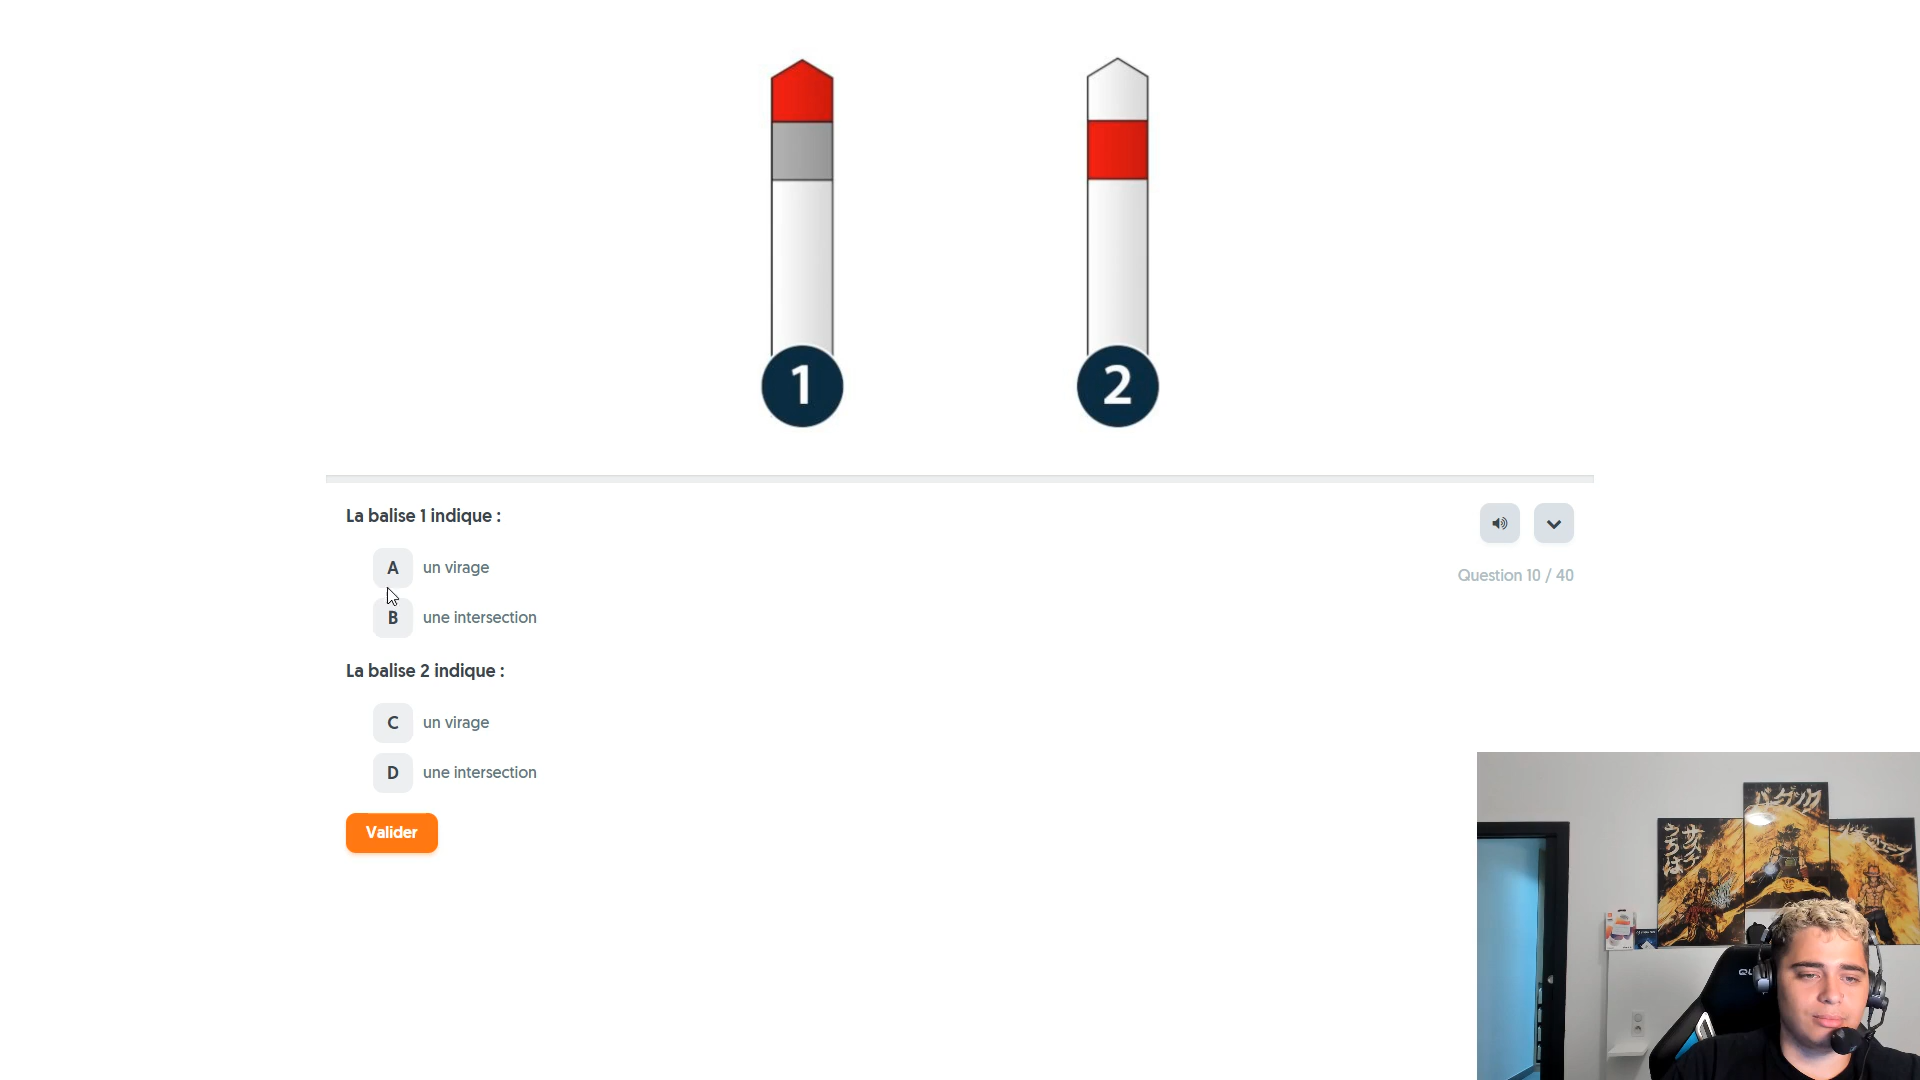 1
2
La balise 1 indique :
A un virage
B une intersection
Question 10 / 40
La balise 2 indique :
C un virage
D une intersection
Valider